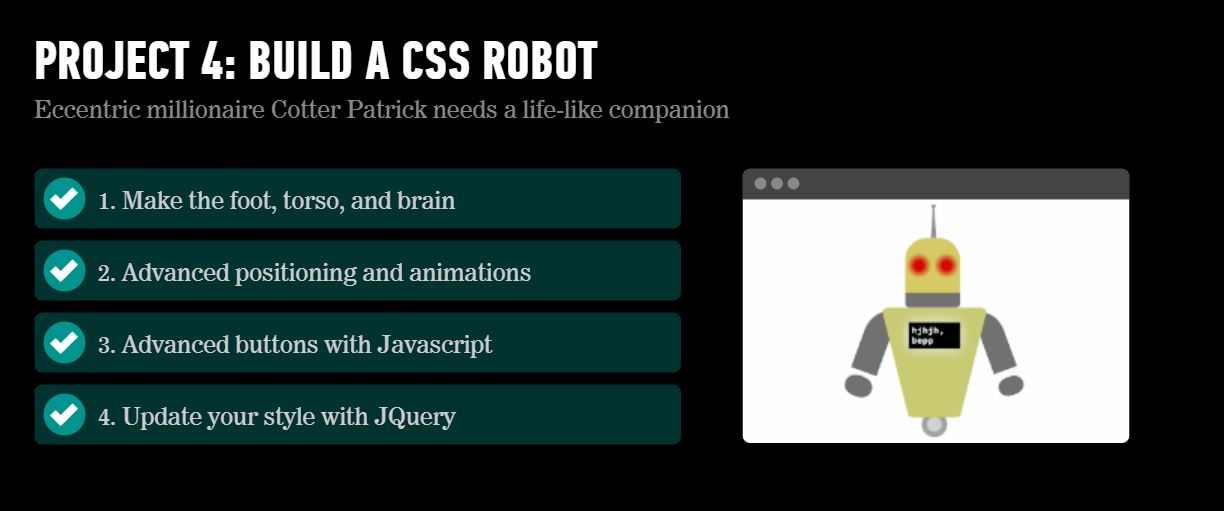 PROJECT 4: BUILD A CSS ROBOT
Eccentric millionaire Cotter Patrick needs a life-like companion
1. Make the foot, torso, and brain
2. Advanced positioning and animations
3. Advanced buttons with Javascript
4. Update your style with JQuery
hjhjh,
bepp